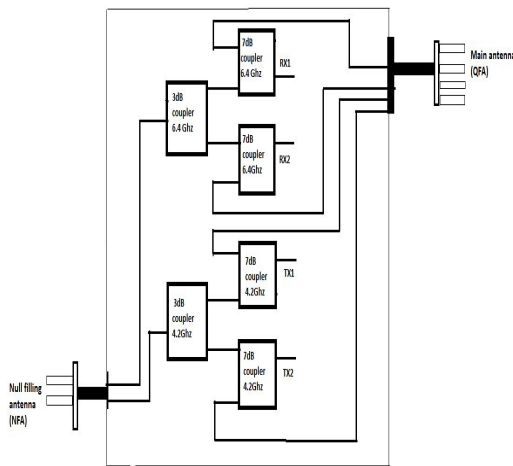 7dB
coupler
6.4 Ghz
RX1
Main antenna
(QFA)
3dB
coupler
6.4 Ghz
7dB
coupler
6.4Ghz
RX2
7dB
coupler
4.2Ghz
TX1
3dB
coupler
4.2Ghz
7dB
coupler
4.2Ghz
TX2
Null filling
antenna
(NFA)